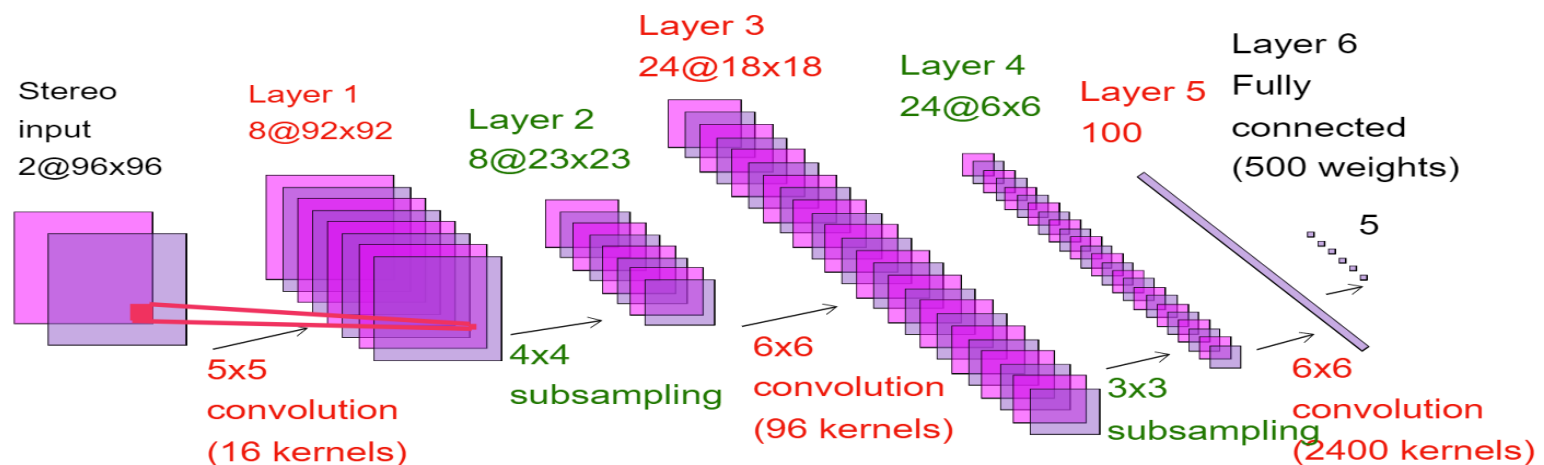 Stereo
input
2@96x96
Layer 1
8@92x92
Layer 2
8@23x23
Layer 3
24@18x18
Layer 4
24@6x6
Layer 5
100
Layer 6
Fully
connected
(500 weights)
5
5x5
convolution
(16 kernels)
4x4
subsampling
6x6
convolution
(96 kernels)
3x3
subsampling
6x6
convolution
(2400 kernels)